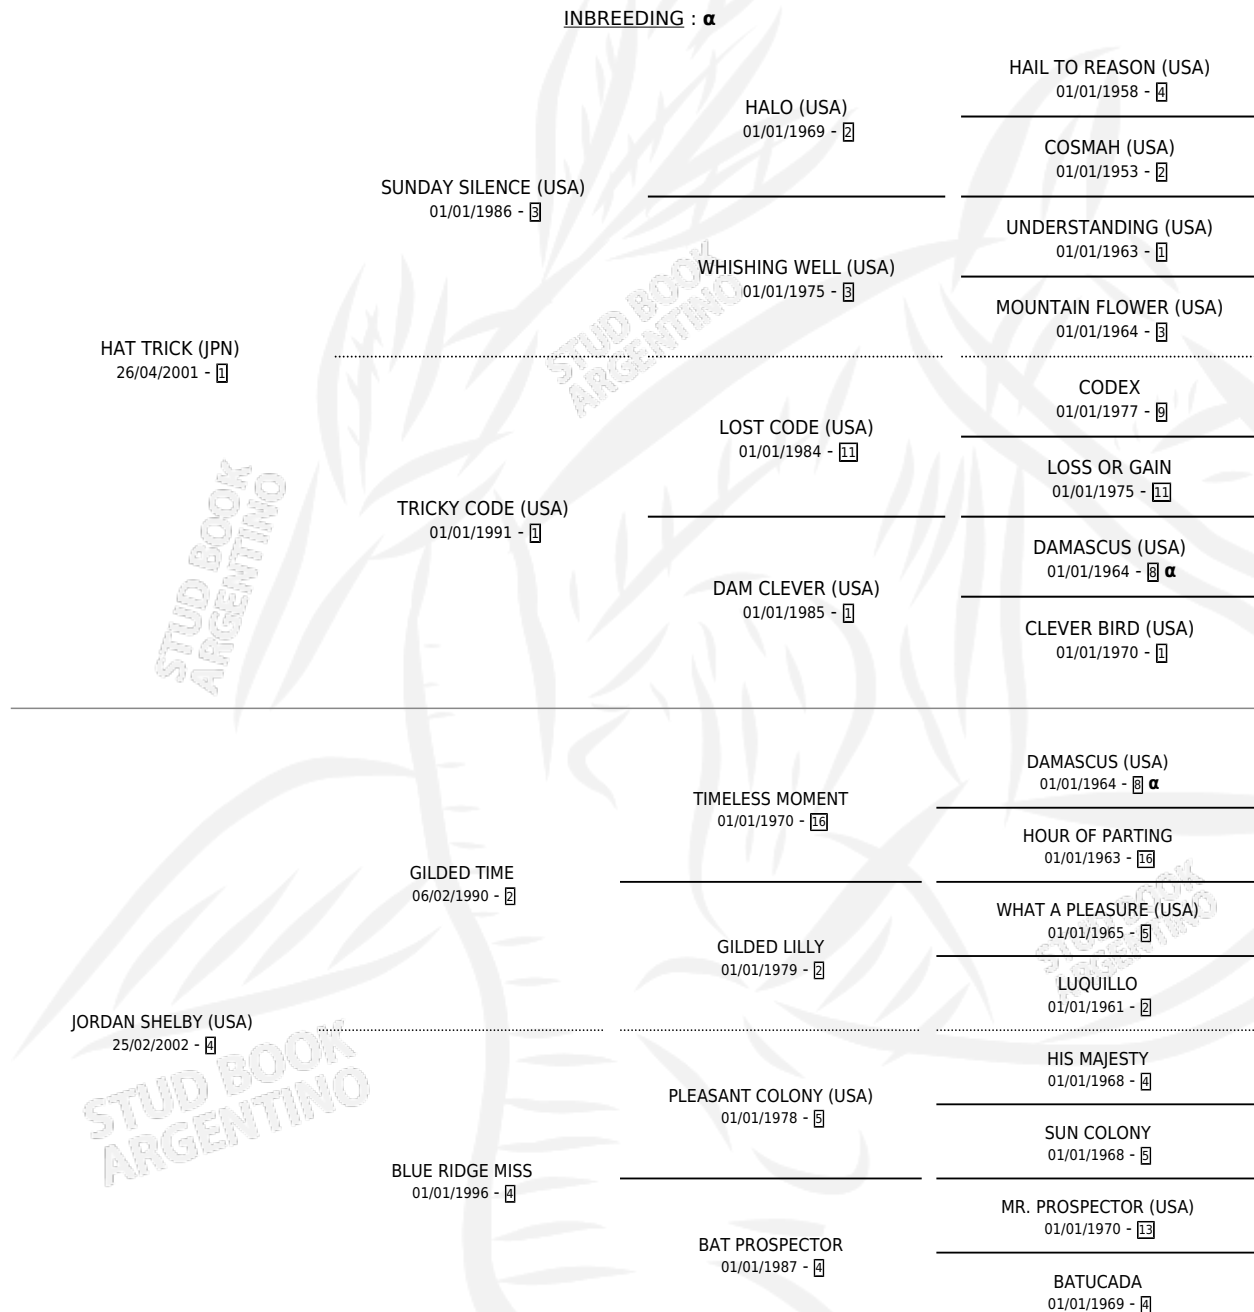 INBREEDING : α
HAIL TO REASON (USA)
01/01/1958 - 4
HALO (USA)
01/01/1969 - 2
COSMAH (USA)
01/01/1953 - 2
SUNDAY SILENCE (USA)
01/01/1986 - 3
UNDERSTANDING (USA)
01/01/1963 - 1
WHISHING WELL (USA)
01/01/1975 - 3
MOUNTAIN FLOWER (USA)
01/01/1964 - 3
HAT TRICK (JPN)
26/04/2001 - 1
CODEX
01/01/1977 - 9
LOST CODE (USA)
01/01/1984 - 11
LOSS OR GAIN
01/01/1975 - 11
TRICKY CODE (USA)
01/01/1991 - 1
DAMASCUS (USA)
01/01/1964 - 8 α
DAM CLEVER (USA)
01/01/1985 - 1
CLEVER BIRD (USA)
01/01/1970 - 1
DAMASCUS (USA)
01/01/1964 - 8 α
TIMELESS MOMENT
01/01/1970 - 16
HOUR OF PARTING
01/01/1963 - 16
GILDED TIME
06/02/1990 - 2
WHAT A PLEASURE (USA)
01/01/1965 - 5
GILDED LILLY
01/01/1979 - 2
LUQUILLO
01/01/1961 - 2
JORDAN SHELBY (USA)
25/02/2002 - 4
HIS MAJESTY
01/01/1968 - 4
PLEASANT COLONY (USA)
01/01/1978 - 5
SUN COLONY
01/01/1968 - 5
BLUE RIDGE MISS
01/01/1996 - 4
MR. PROSPECTOR (USA)
01/01/1970 - 13
BAT PROSPECTOR
01/01/1987 - 4
BATUCADA
01/01/1969 - 4
STUD BOOK
ARGENTINO
STUD BOOK
ARGENTINO
STUD BOOK
ARGENTINO
STUD BOOK
ARGENTINO